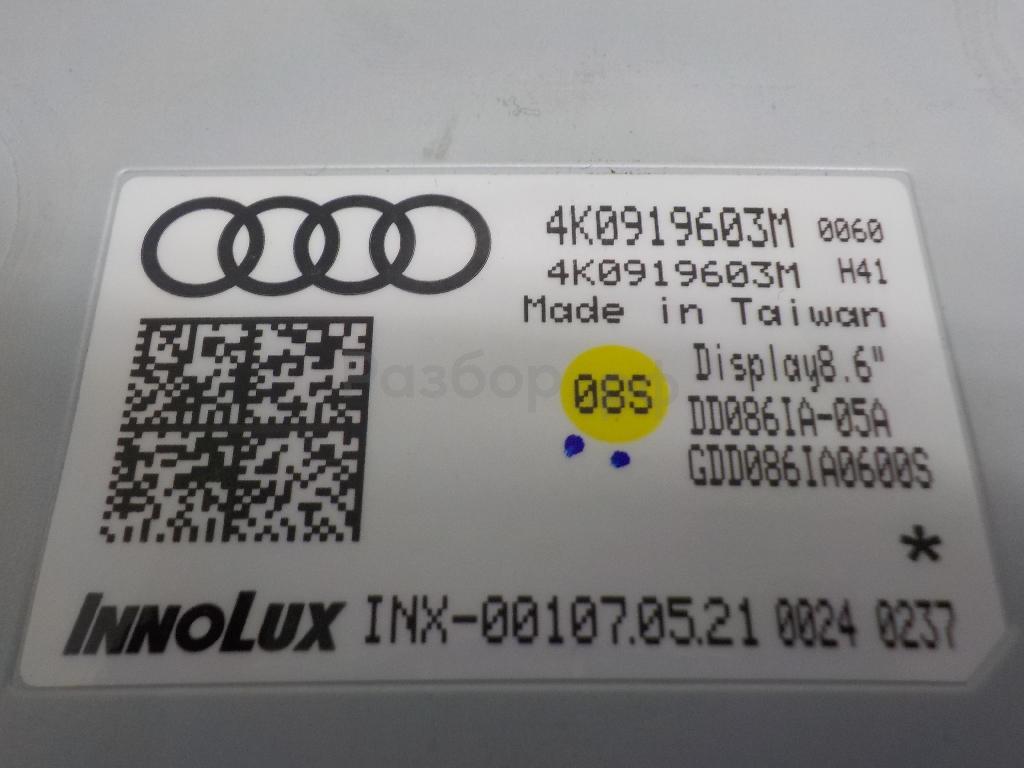 4K0919603M 0060
4K0919603M H41
Made in Taiwan
Display8.6"
08S
DD086IA-05A
GDD086IA0600S
*
INNOLUX INX-00107.05.21 0024 0237